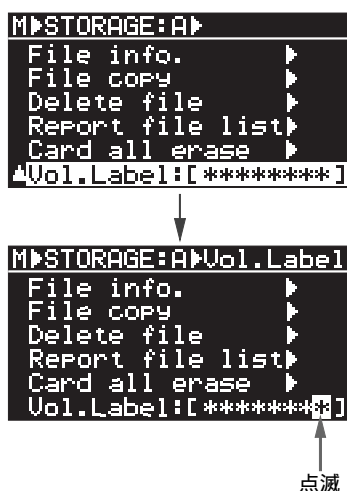 M▶STORAGE:A▶
File info. ▶
File copy ▶
Delete file ▶
Report file list▶
Card all erase ▶
Vol.Label:[********]
M▶STORAGE:A▶Vol.Label
File info. ▶
File copy ▶
Delete file ▶
Report file list▶
Card all erase ▶
Vol.Label:[********]
点滅